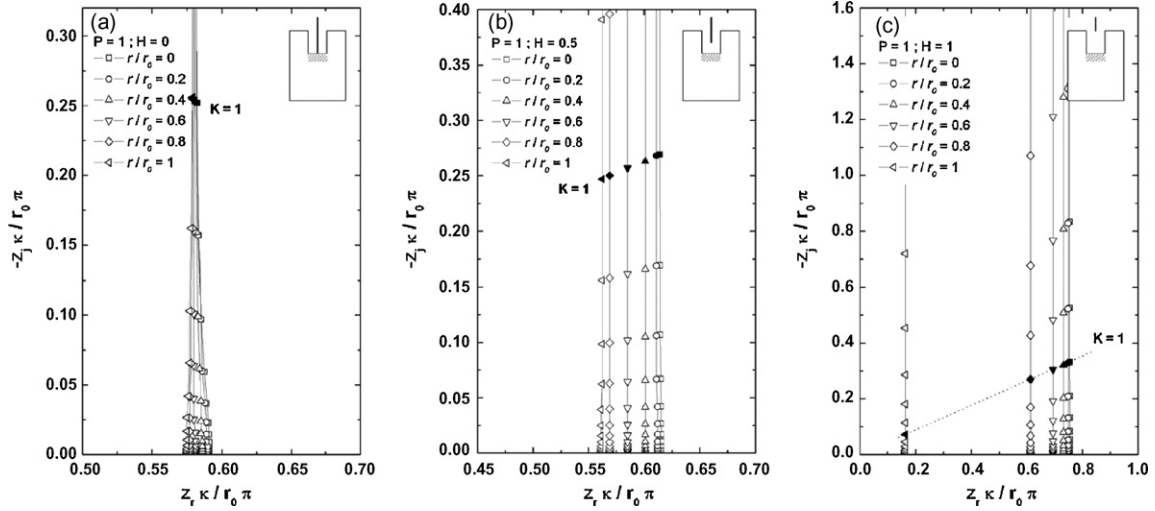 (a)
P = 1 ; H = 0
r / r0 = 0
r / r0 = 0.2
r / r0 = 0.4
r / r0 = 0.6
r / r0 = 0.8
r / r0 = 1
K = 1
0.30
0.25
0.20
0.15
0.10
0.05
0.00
0.50 0.55 0.60 0.65 0.70
-zj κ / r0 π
zr κ / r0 π
(b)
P = 1 ; H = 0.5
r / r0 = 0
r / r0 = 0.2
r / r0 = 0.4
r / r0 = 0.6
r / r0 = 0.8
r / r0 = 1
K = 1
0.40
0.35
0.30
0.25
0.20
0.15
0.10
0.05
0.00
0.45 0.50 0.55 0.60 0.65 0.70
-zj κ / r0 π
zr κ / r0 π
(c)
P = 1 ; H = 1
r / r0 = 0
r / r0 = 0.2
r / r0 = 0.4
r / r0 = 0.6
r / r0 = 0.8
r / r0 = 1
K = 1
1.6
1.4
1.2
1.0
0.8
0.6
0.4
0.2
0.0
0.0 0.2 0.4 0.6 0.8 1.0
-zj κ / r0 π
zr κ / r0 π